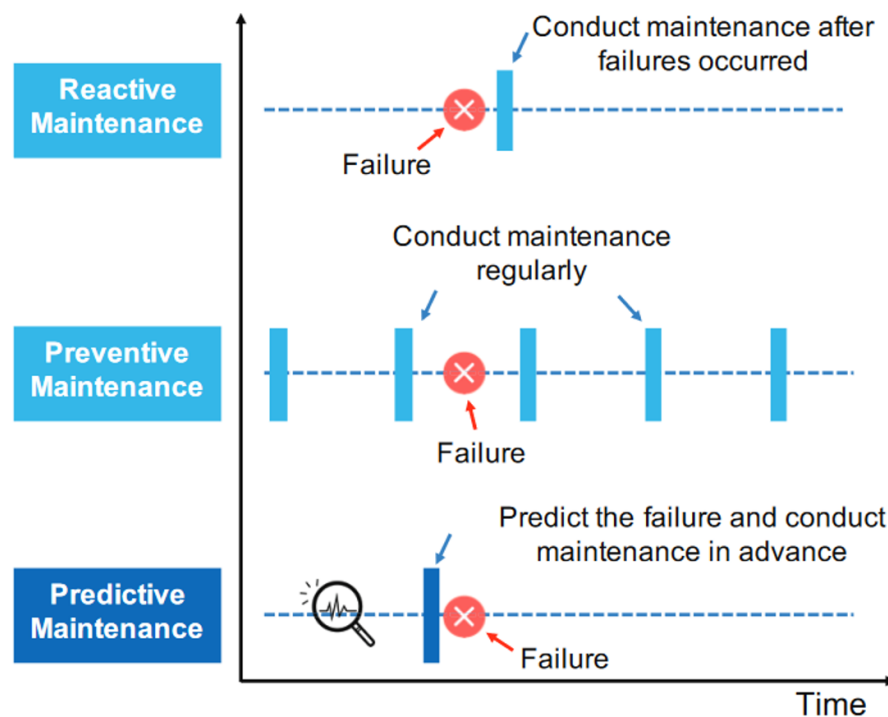 Conduct maintenance after
failures occurred
Reactive
Maintenance
Failure
Conduct maintenance
regularly
Preventive
Maintenance
Failure
Predict the failure and conduct
maintenance in advance
Predictive
Maintenance
Failure
Time